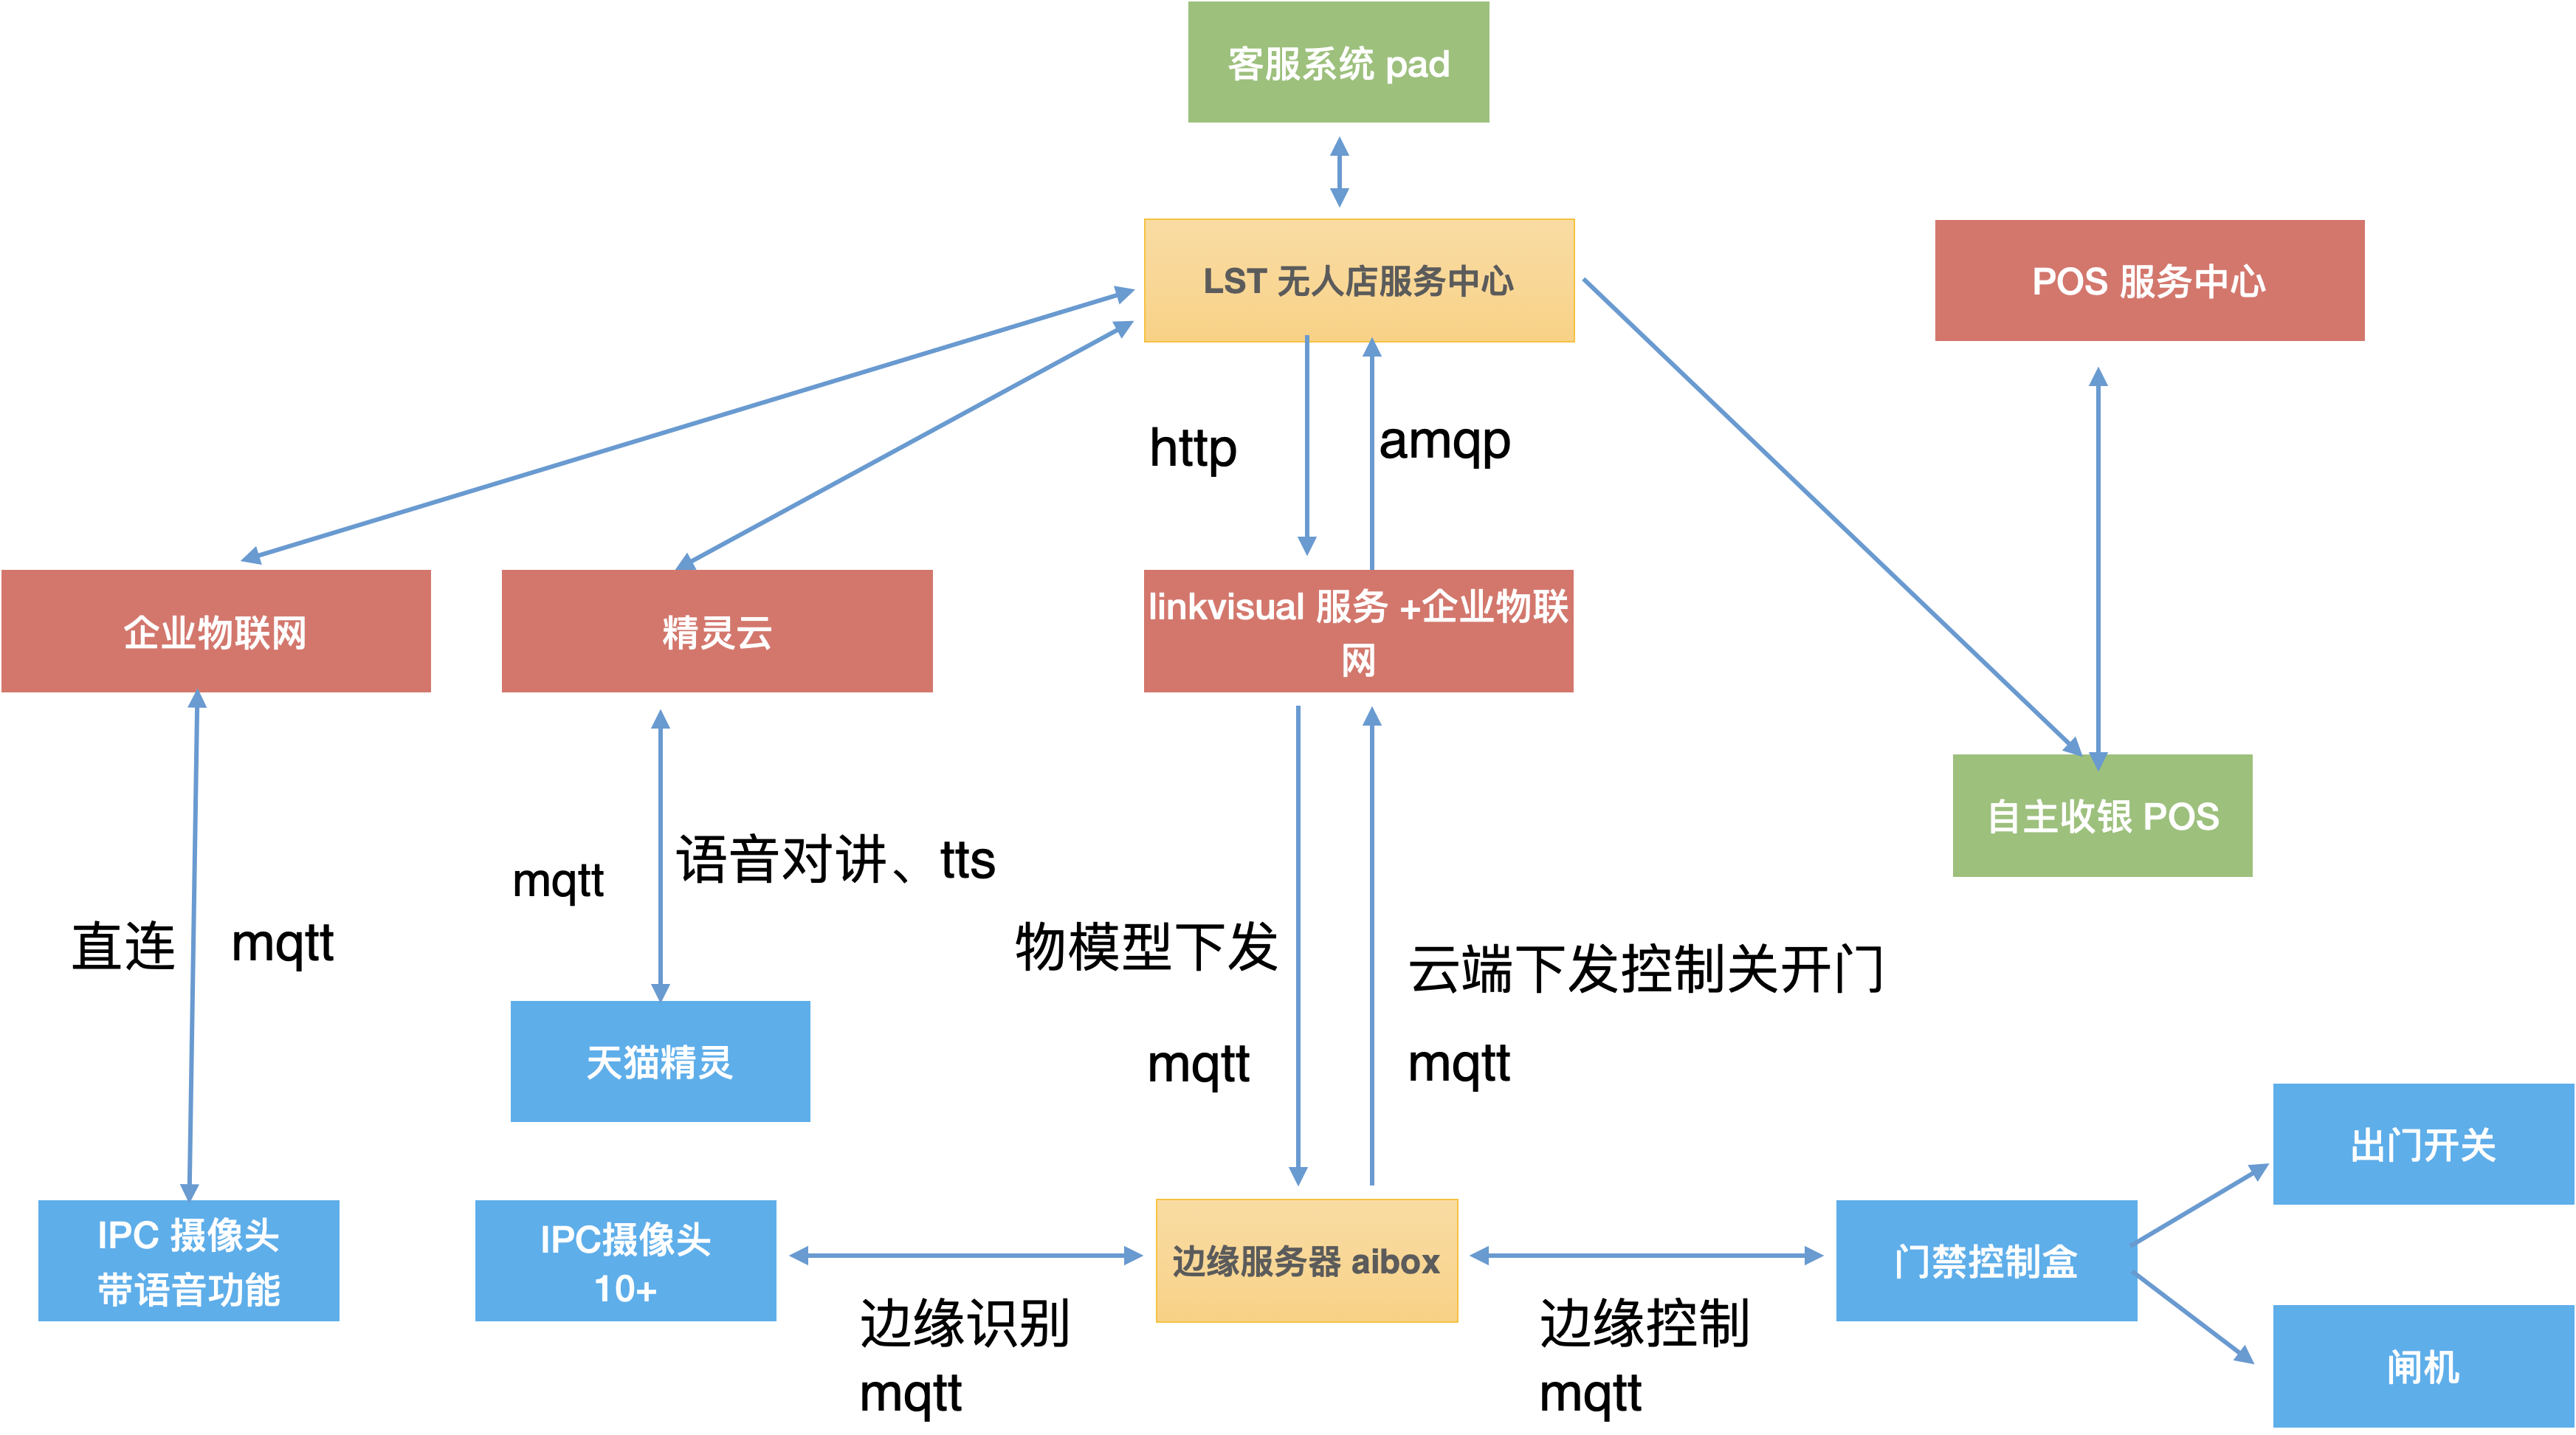 客服系统 pad
LST 无人店服务中心
POS 服务中心
http
amqp
企业物联网
精灵云
linkvisual 服务 +企业物联
网
自主收银 POS
语音对讲、tts
mqtt
直连
mqtt
物模型下发
云端下发控制关开门
mqtt
mqtt
天猫精灵
出门开关
IPC 摄像头
带语音功能
IPC摄像头
10+
边缘服务器 aibox
门禁控制盒
边缘识别
mqtt
边缘控制
mqtt
闸机